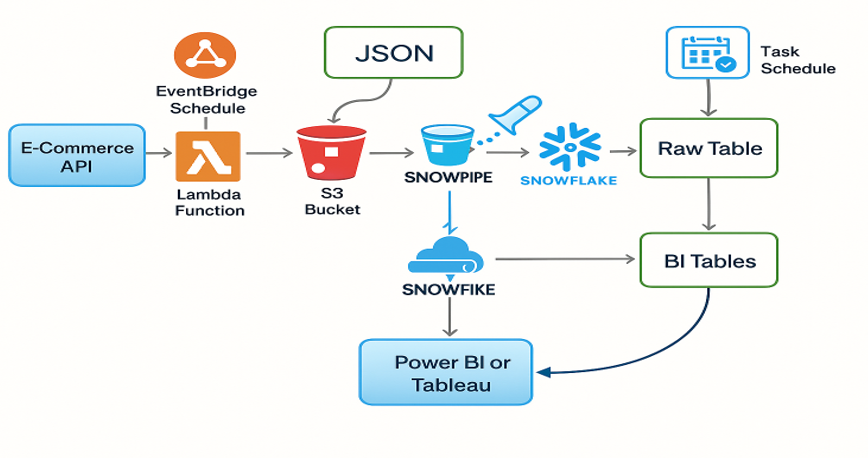 JSON
Task
Schedule
EventBridge
Schedule
E-Commerce
API
Lambda
Function
S3
Bucket
SNOWPIPE
SNOWFLAKE
Raw Table
SNOWFIKE
BI Tables
Power BI or
Tableau